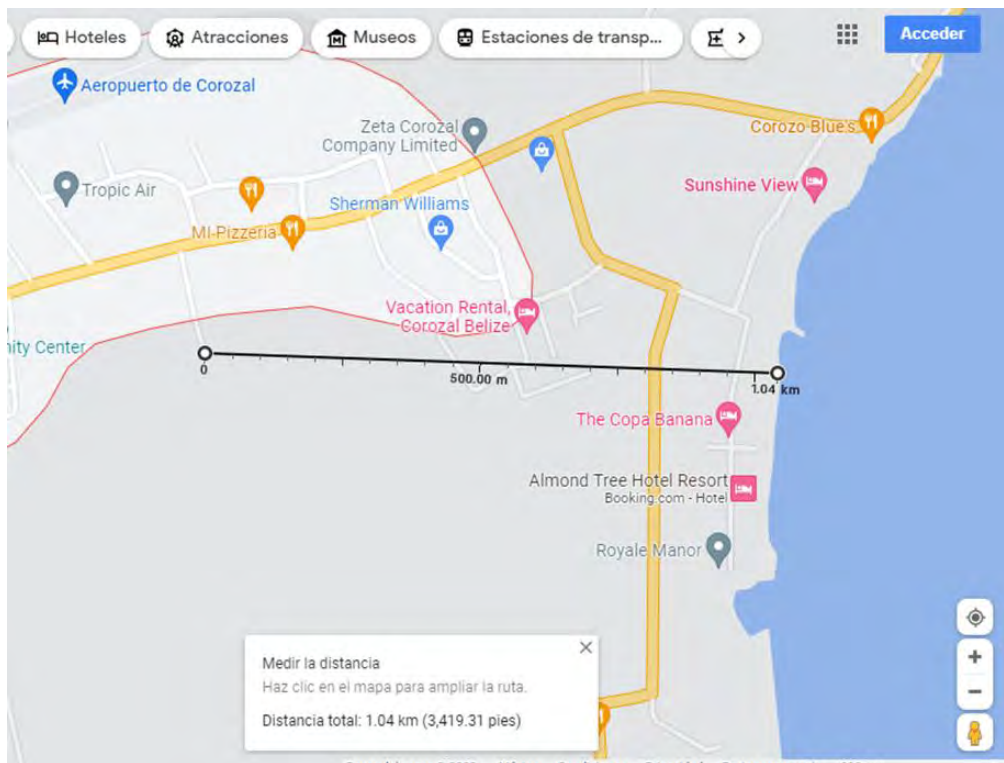 Hoteles
Atracciones
Museos
Estaciones de transp...
Acceder
Aeropuerto de Corozal
Zeta Corozal
Company Limited
Corozo Blue's
Tropic Air
Sunshine View
Sherman Williams
MI-Pizzeria
Vacation Rental,
Corozal Belize
nity Center
0
500.00 m
1.04 km
The Copa Banana
Almond Tree Hotel Resort
Booking.com - Hotel
Royale Manor
Medir la distancia
Haz clic en el mapa para ampliar la ruta.
Distancia total: 1.04 km (3,419.31 pies)